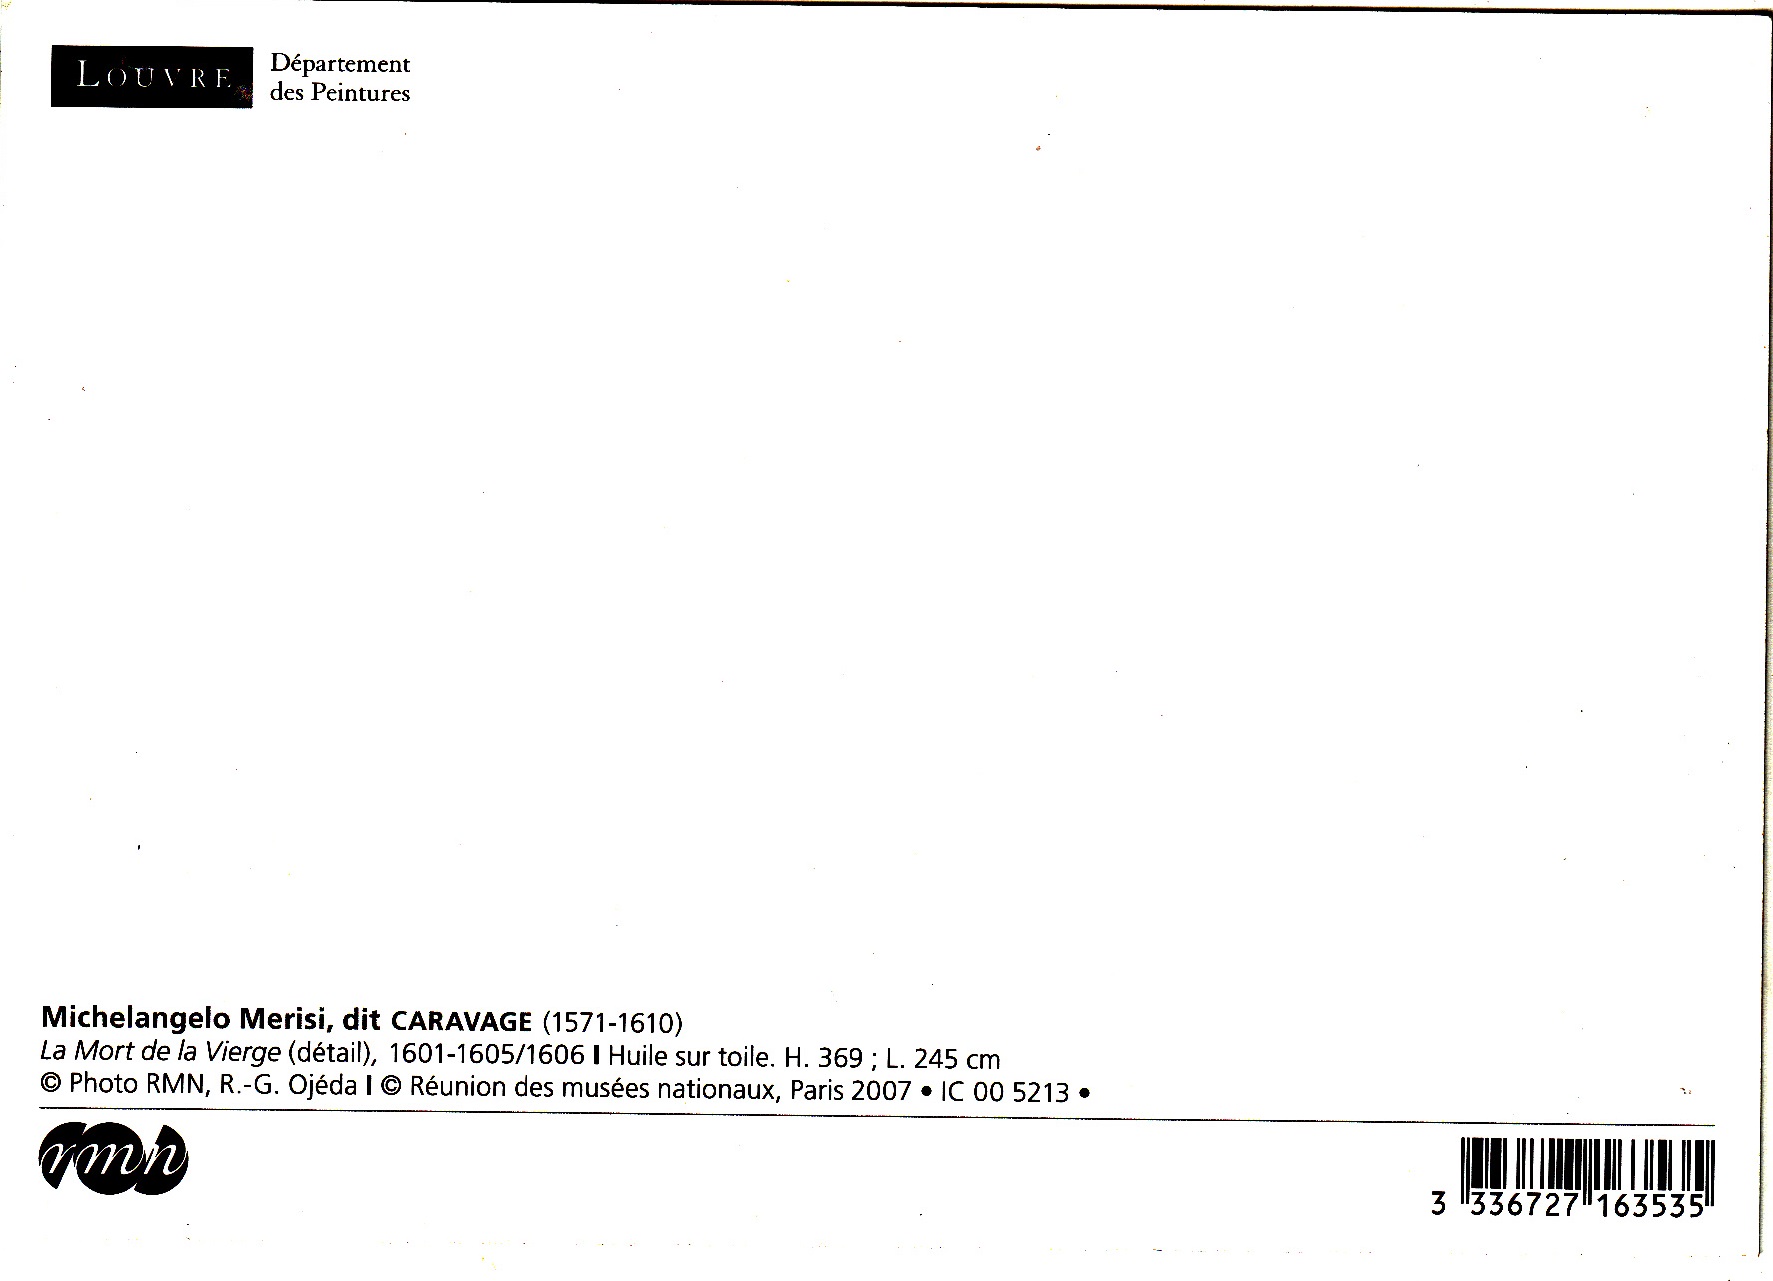 LOUVRE
Département
des Peintures
Michelangelo Merisi, dit CARAVAGE (1571-1610)
La Mort de la Vierge (détail), 1601-1605/1606 I Huile sur toile. H. 369 ; L. 245 cm
© Photo RMN, R.-G. Ojéda I © Réunion des musées nationaux, Paris 2007 • IC 00 5213 •
rmn
3 336727 163535